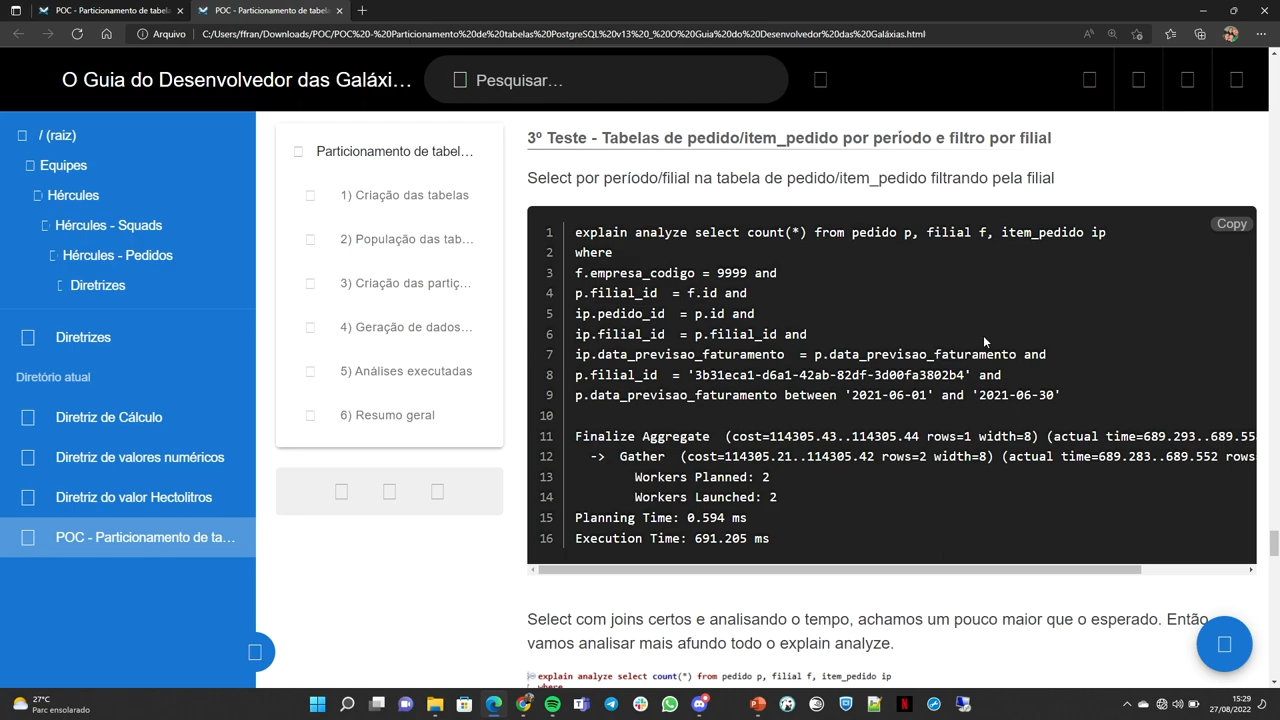 POC - Particionamento de tabela
POC - Particionamento de tabela
Arquivo
C:/Users/ffran/Downloads/POC/POC%20-%20Particionamento%20de%20tabelas%20PostgreSQL%20v13%20_%20O%20Guia%20do%20Desenvolvedor%20das%20Galáxias.html
O Guia do Desenvolvedor das Galáxi...
Pesquisar...
/ (raiz)
Equipes
Hércules
Hércules - Squads
Hércules - Pedidos
Diretrizes
Diretrizes
Diretório atual
Diretriz de Cálculo
Diretriz de valores numéricos
Diretriz do valor Hectolitros
POC - Particionamento de ta...
Particionamento de tabel...
1) Criação das tabelas
2) População das tab...
3) Criação das partiç...
4) Geração de dados...
5) Análises executadas
6) Resumo geral
3º Teste - Tabelas de pedido/item_pedido por período e filtro por filial
Select por período/filial na tabela de pedido/item_pedido filtrando pela filial
Copy
1 explain analyze select count(*) from pedido p, filial f, item_pedido ip
2 where
3 f.empresa_codigo = 9999 and
4 p.filial_id = f.id and
5 ip.pedido_id = p.id and
6 ip.filial_id = p.filial_id and
7 ip.data_previsao_faturamento = p.data_previsao_faturamento and
8 p.filial_id = '3b31eca1-d6a1-42ab-82df-3d00fa3802b4' and
9 p.data_previsao_faturamento between '2021-06-01' and '2021-06-30'
10
11 Finalize Aggregate (cost=114305.43..114305.44 rows=1 width=8) (actual time=689.293..689.55
12 -> Gather (cost=114305.21..114305.42 rows=2 width=8) (actual time=689.283..689.552 rows
13 Workers Planned: 2
14 Workers Launched: 2
15 Planning Time: 0.594 ms
16 Execution Time: 691.205 ms
Select com joins certos e analisando o tempo, achamos um pouco maior que o esperado. Então
vamos analisar mais afundo todo o explain analyze.
explain analyze select count(*) from pedido p, filial f, item_pedido ip
where
27°C
Parc ensolarado
15:29
27/08/2022